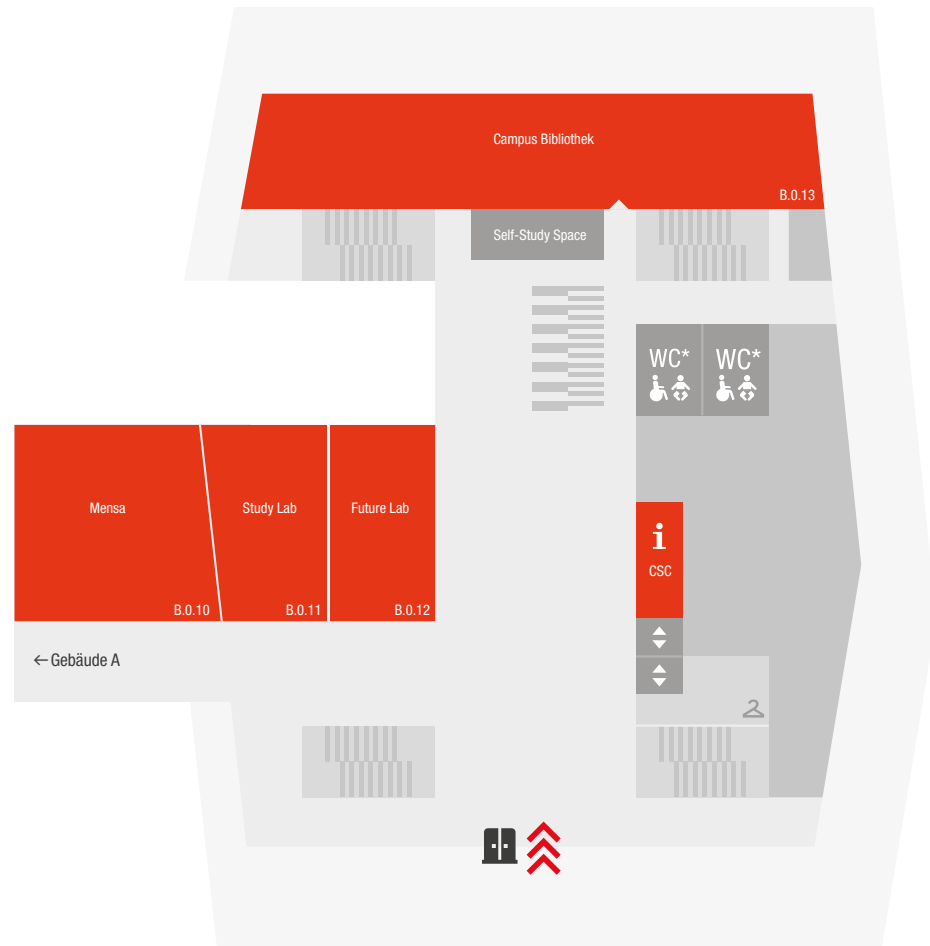 Campus Bibliothek
B.0.13
Self-Study Space
WC* WC*
Mensa
Study Lab
Future Lab
i
CSC
B.0.10
B.0.11
B.0.12
←Gebäude A